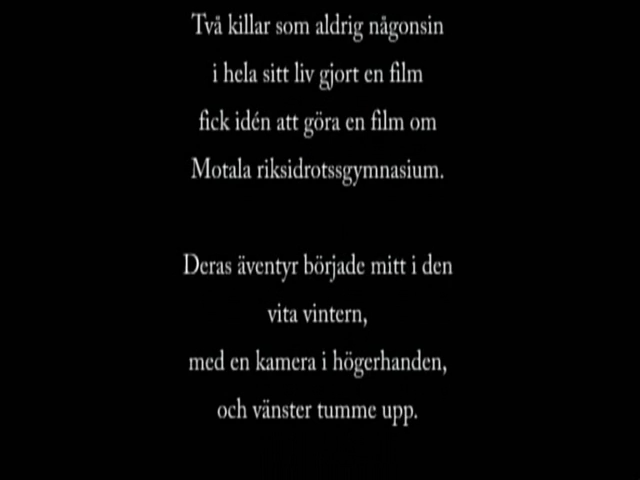 Två killar som aldrig någonsin
i hela sitt liv gjort en film
fick idén att göra en film om
Motala riksidrotssgymnasium.
Deras äventyr började mitt i den
vita vintern,
med en kamera i högerhanden,
och vänster tumme upp.